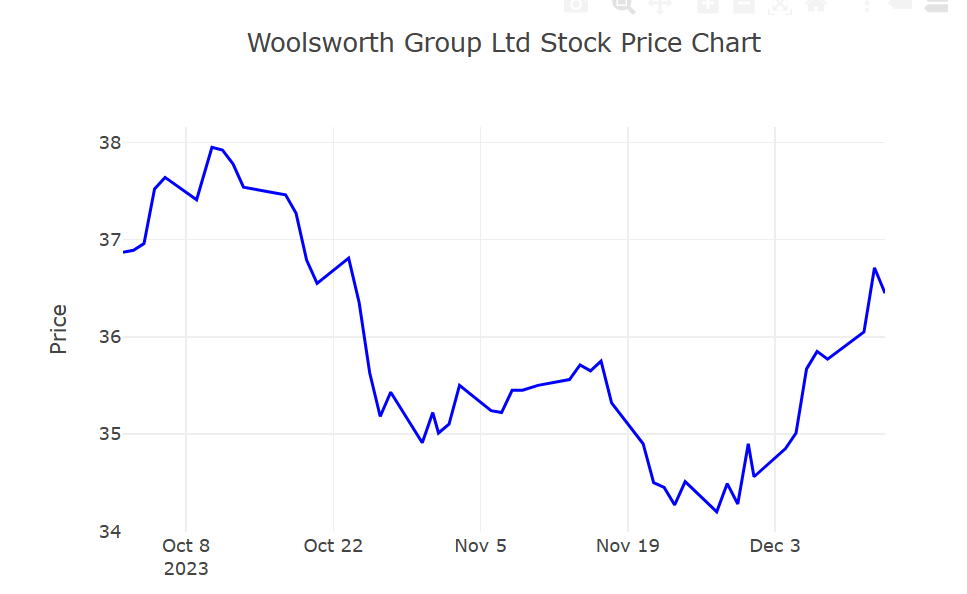 Woolsworth Group Ltd Stock Price Chart
38
37
36
35
34
Price
Oct 8
2023
Oct 22
Nov 5
Nov 19
Dec 3